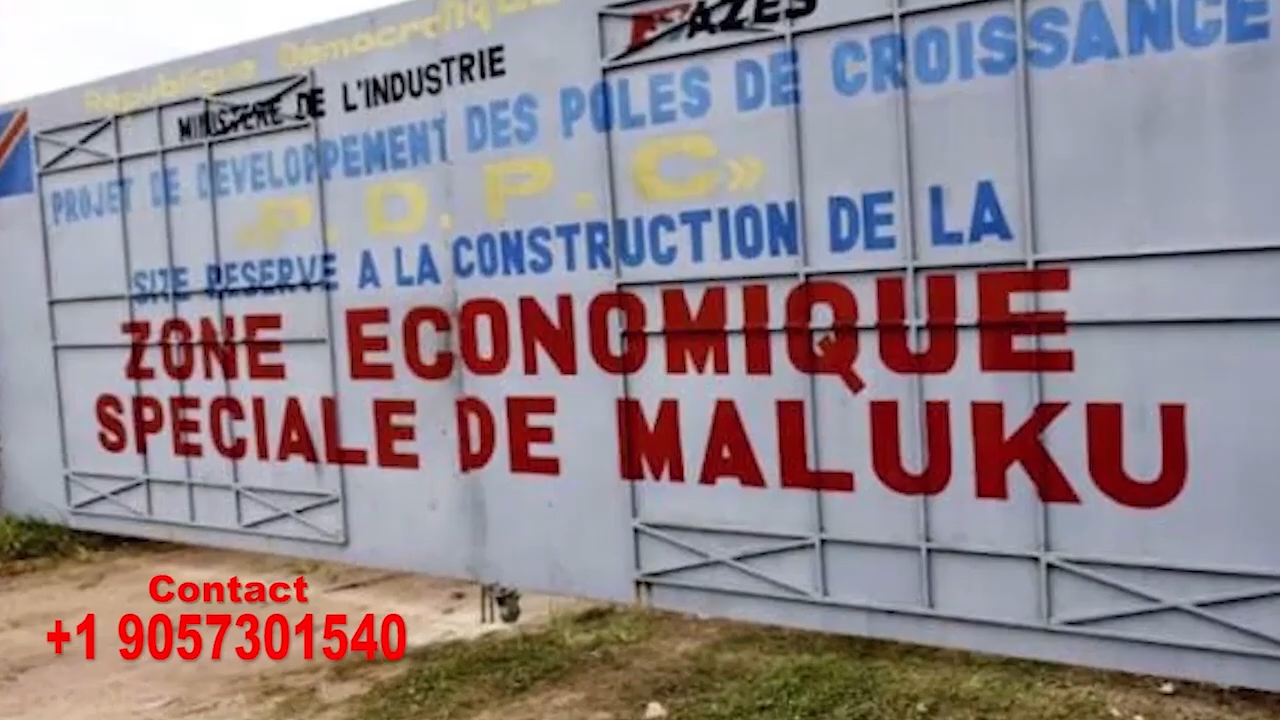 République Démocratique
AZES
MINISTERE DE L'INDUSTRIE
PROJET DE DEVELOPPEMENT DES POLES DE CROISSANCE
P.D.P.C»
SITE RESERVE A LA CONSTRUCTION DE LA
ZONE ECONOMIQUE
SPECIALE DE MALUKU
Contact
+1 9057301540